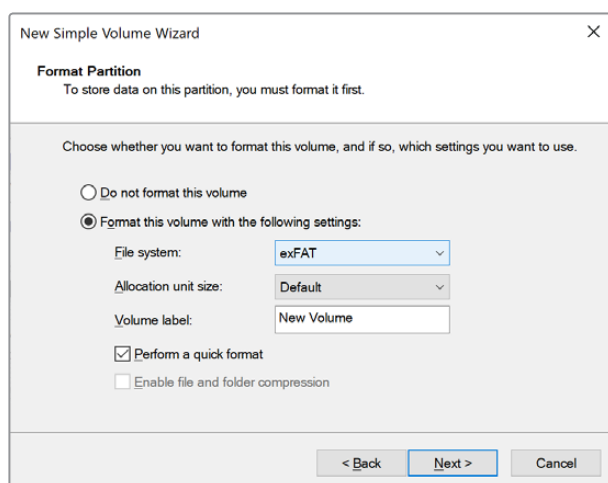 New Simple Volume Wizard
Format Partition
To store data on this partition, you must format it first.
Choose whether you want to format this volume, and if so, which settings you want to use.
Do not format this volume
Format this volume with the following settings:
File system: exFAT
Allocation unit size: Default
Volume label: New Volume
Perform a quick format
Enable file and folder compression
< Back Next > Cancel